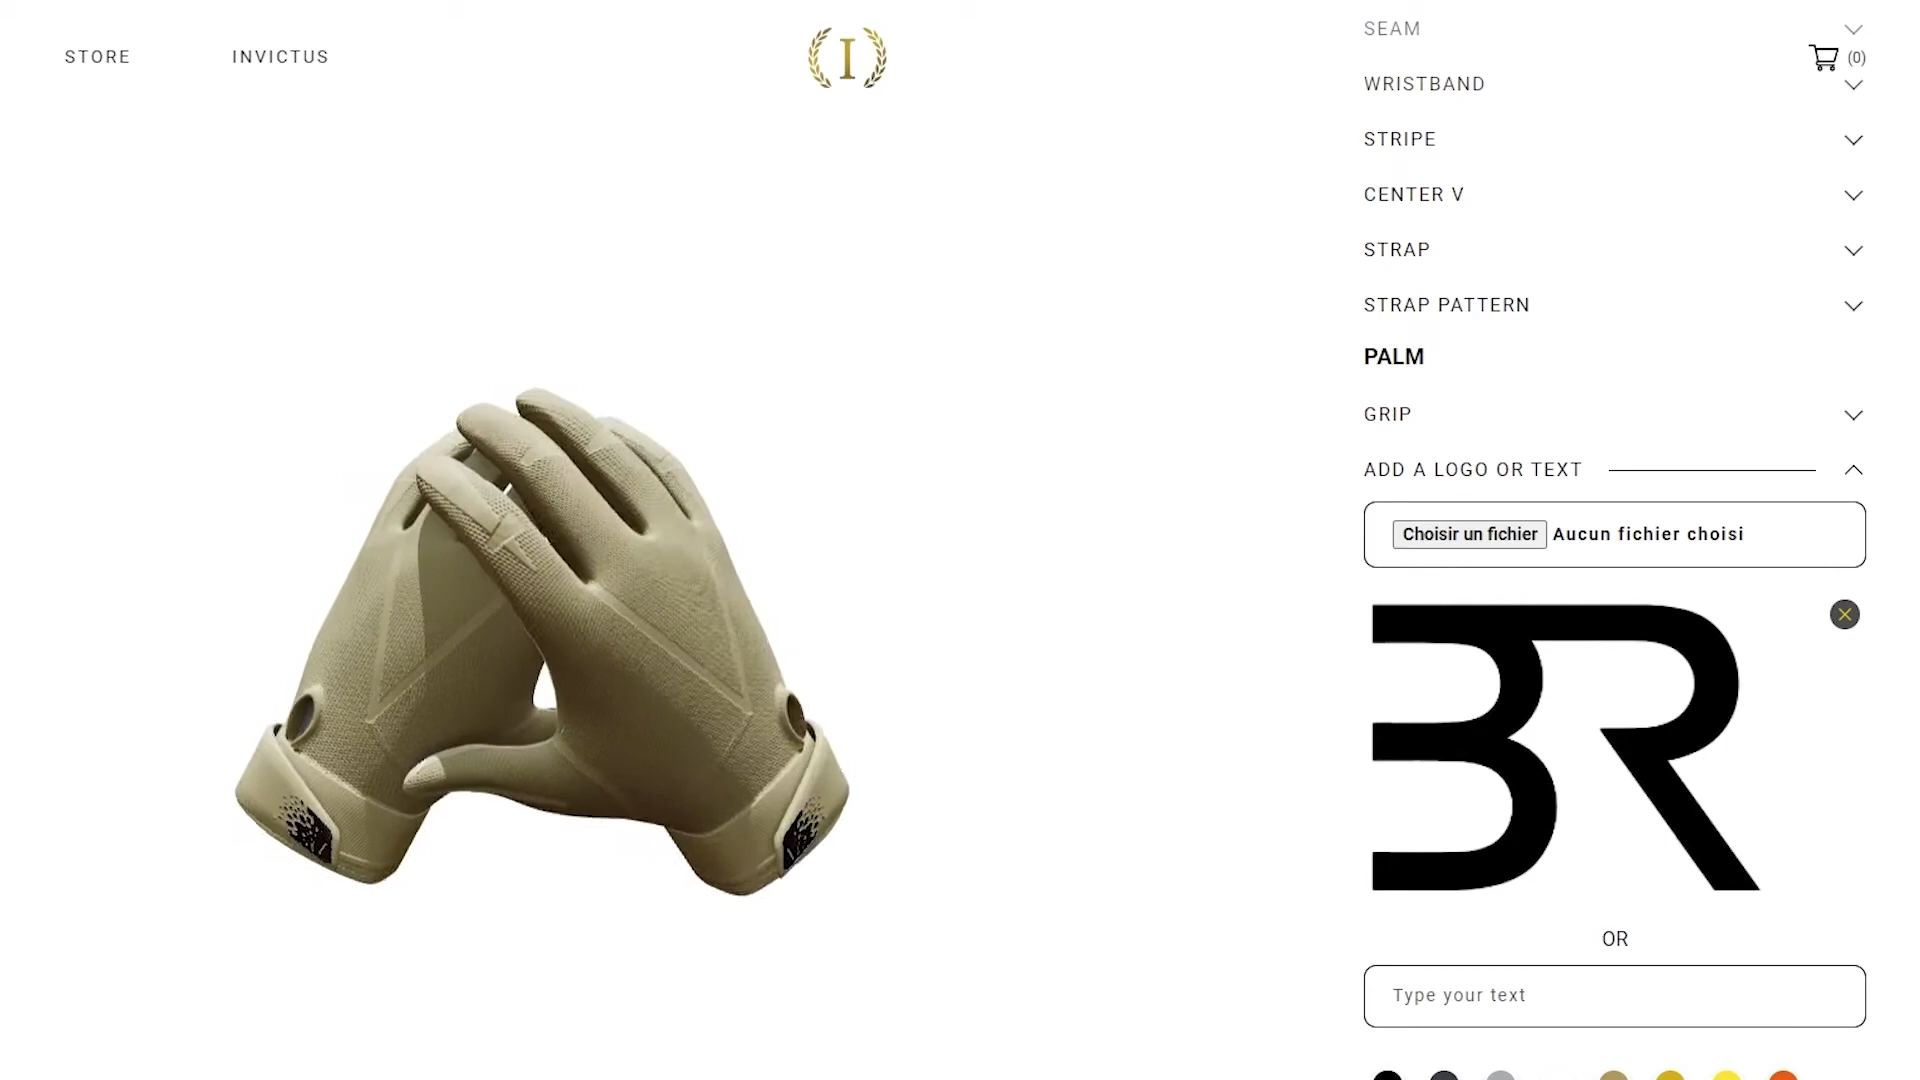 STORE
INVICTUS
I
(0)
SEAM
WRISTBAND
STRIPE
CENTER V
STRAP
STRAP PATTERN
PALM
GRIP
ADD A LOGO OR TEXT
Choisir un fichier Aucun fichier choisi
BR
OR
Type your text